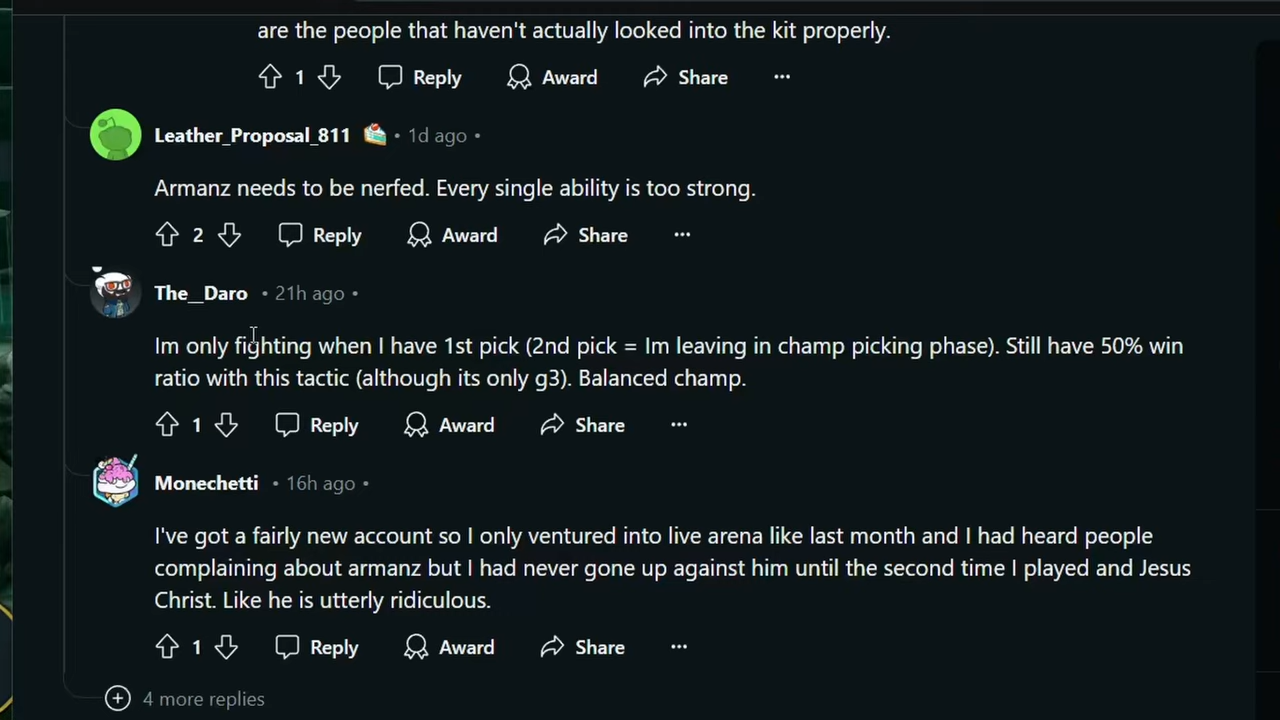 are the people that haven't actually looked into the kit properly.
1 Reply Award Share ...
Leather_Proposal_811 • 1d ago •
Armanz needs to be nerfed. Every single ability is too strong.
2 Reply Award Share ...
The__Daro • 21h ago •
Im only fighting when I have 1st pick (2nd pick = Im leaving in champ picking phase). Still have 50% win
ratio with this tactic (although its only g3). Balanced champ.
1 Reply Award Share ...
Monechetti • 16h ago •
I've got a fairly new account so I only ventured into live arena like last month and I had heard people
complaining about armanz but I had never gone up against him until the second time I played and Jesus
Christ. Like he is utterly ridiculous.
1 Reply Award Share ...
4 more replies